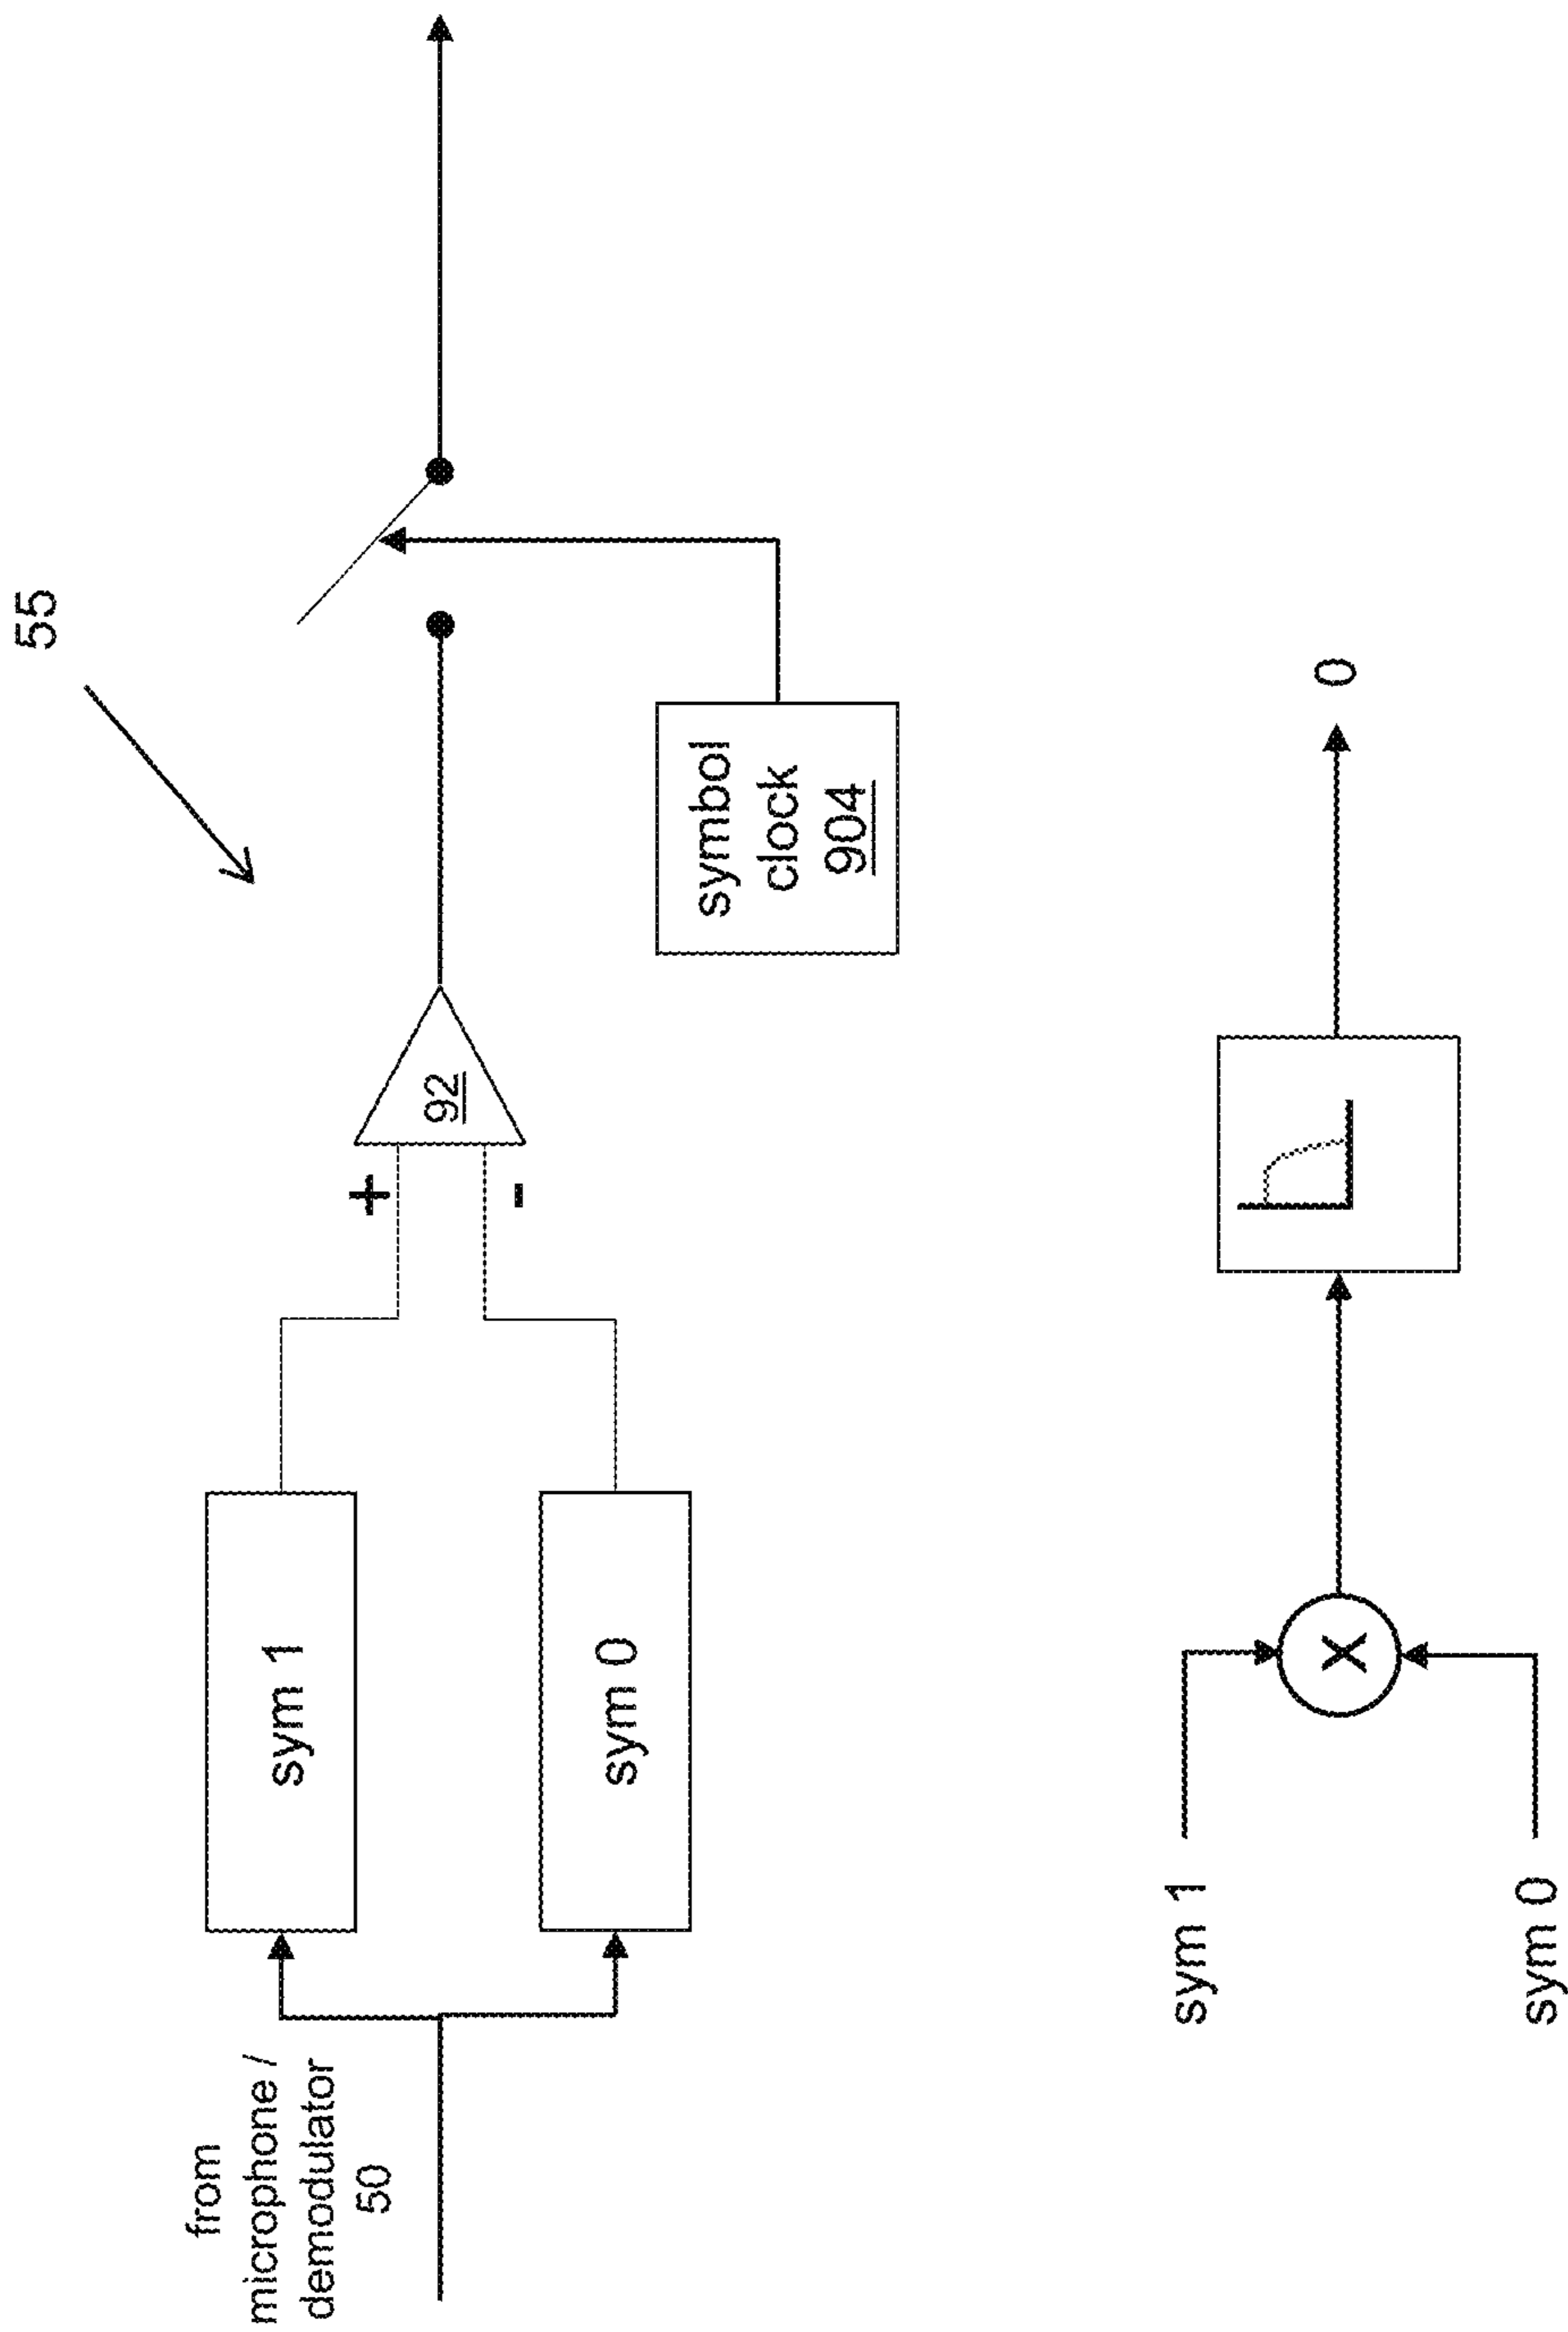 55
from
microphone /
demodulator
50
sym 1
sym 0
+
-
92
symbol
clock
904
sym 1
sym 0
X
0